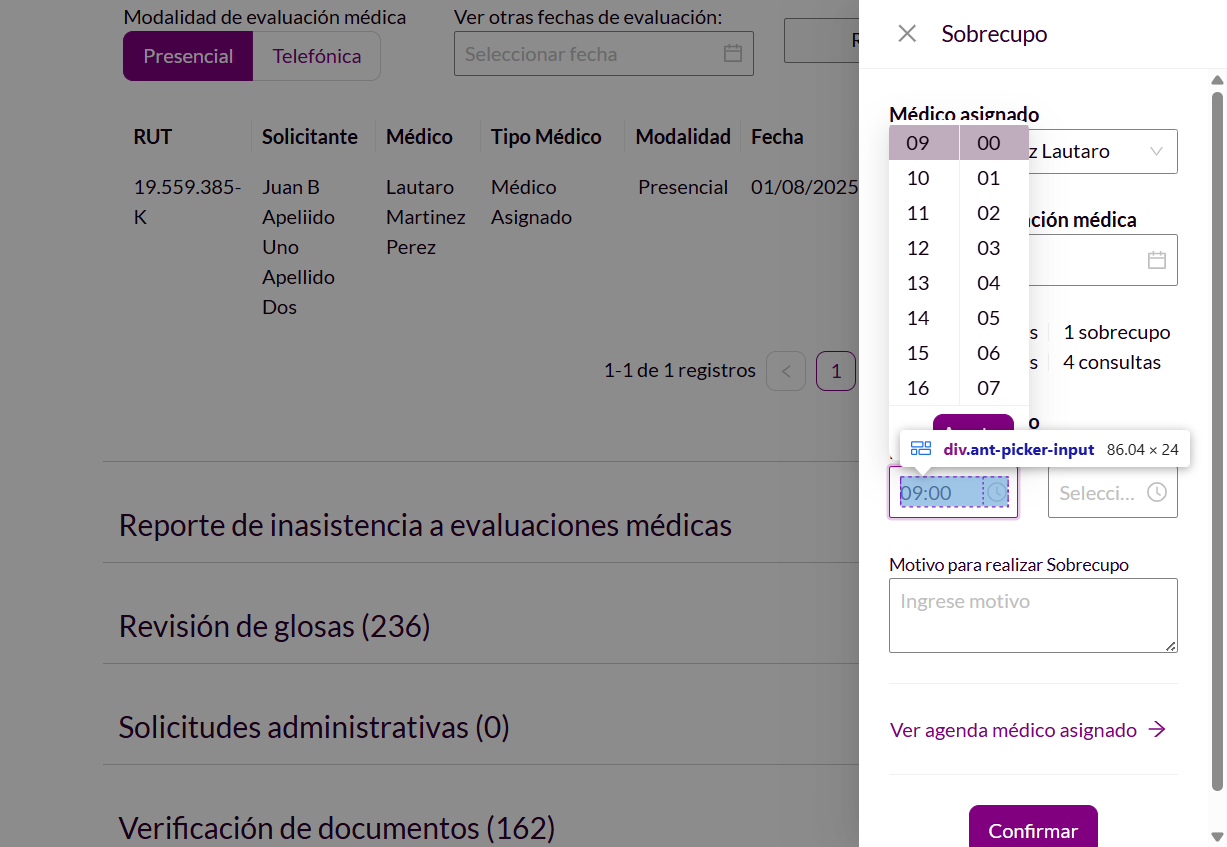 Modalidad de evaluación médica
Presencial Telefónica
Ver otras fechas de evaluación:
Seleccionar fecha
R
RUT Solicitante Médico Tipo Médico Modalidad Fecha
19.559.385- Juan B Lautaro Médico Presencial 01/08/2025
K Apeliido Martinez Asignado
Uno Perez
Apellido
Dos
1-1 de 1 registros < 1
Reporte de inasistencia a evaluaciones médicas
Revisión de glosas (236)
Solicitudes administrativas (0)
Verificación de documentos (162)
Sobrecupo
Médico asignado
z Lautaro
ción médica
09 00
10 01
11 02
12 03
13 04
14 05
15 06
16 07
s 1 sobrecupo
s 4 consultas
o
div.ant-picker-input 86.04 × 24
09:00 Selecci...
Motivo para realizar Sobrecupo
Ingrese motivo
Ver agenda médico asignado
Confirmar